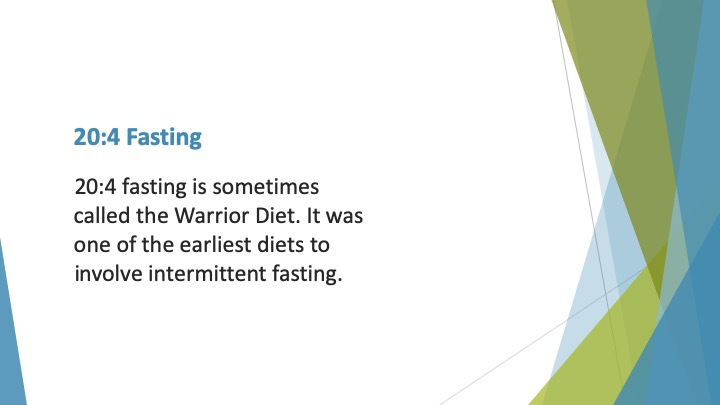 20:4 Fasting
20:4 fasting is sometimes
called the Warrior Diet. It was
one of the earliest diets to
involve intermittent fasting.